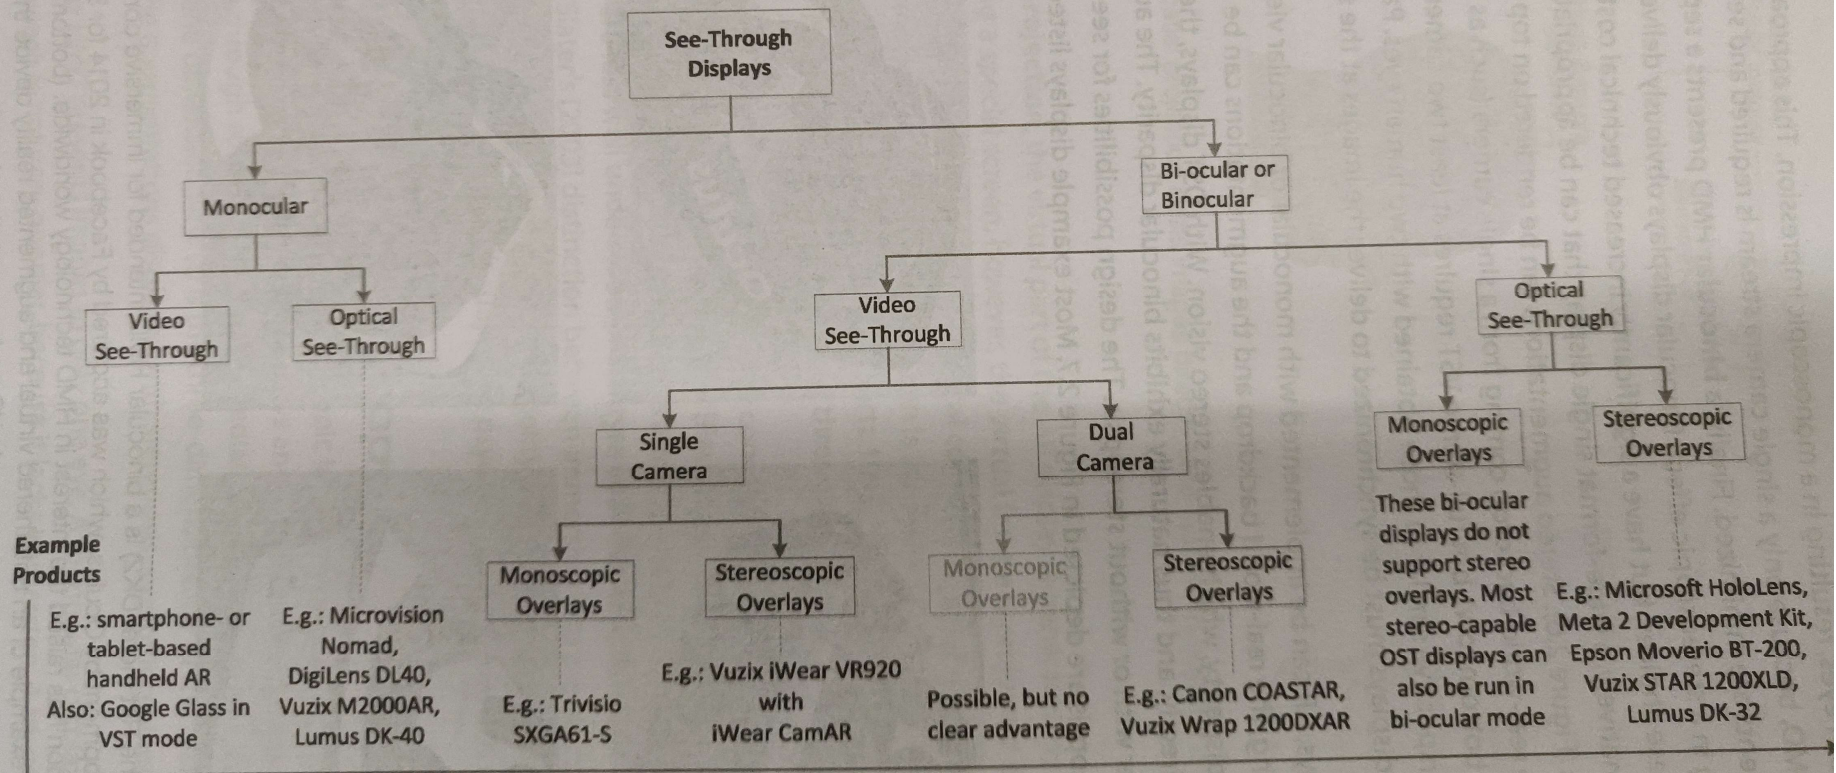 See-Through
Displays
Monocular
Bi-ocular or
Binocular
Video
See-Through
Optical
See-Through
Video
See-Through
Optical
See-Through
Single
Camera
Dual
Camera
Monoscopic
Overlays
Stereoscopic
Overlays
Monoscopic
Overlays
Stereoscopic
Overlays
Monoscopic
Overlays
Stereoscopic
Overlays
Example
Products
E.g.: smartphone- or
tablet-based
handheld AR
Also: Google Glass in
VST mode
E.g.: Microvision
Nomad,
DigiLens DL40,
Vuzix M2000AR,
Lumus DK-40
E.g.: Trivisio
SXGA61-S
E.g.: Vuzix iWear VR920
with
iWear CamAR
Possible, but no
clear advantage
E.g.: Canon COASTAR,
Vuzix Wrap 1200DXAR
These bi-ocular
displays do not
support stereo
overlays. Most
stereo-capable
OST displays can
also be run in
bi-ocular mode
E.g.: Microsoft HoloLens,
Meta 2 Development Kit,
Epson Moverio BT-200,
Vuzix STAR 1200XLD,
Lumus DK-32